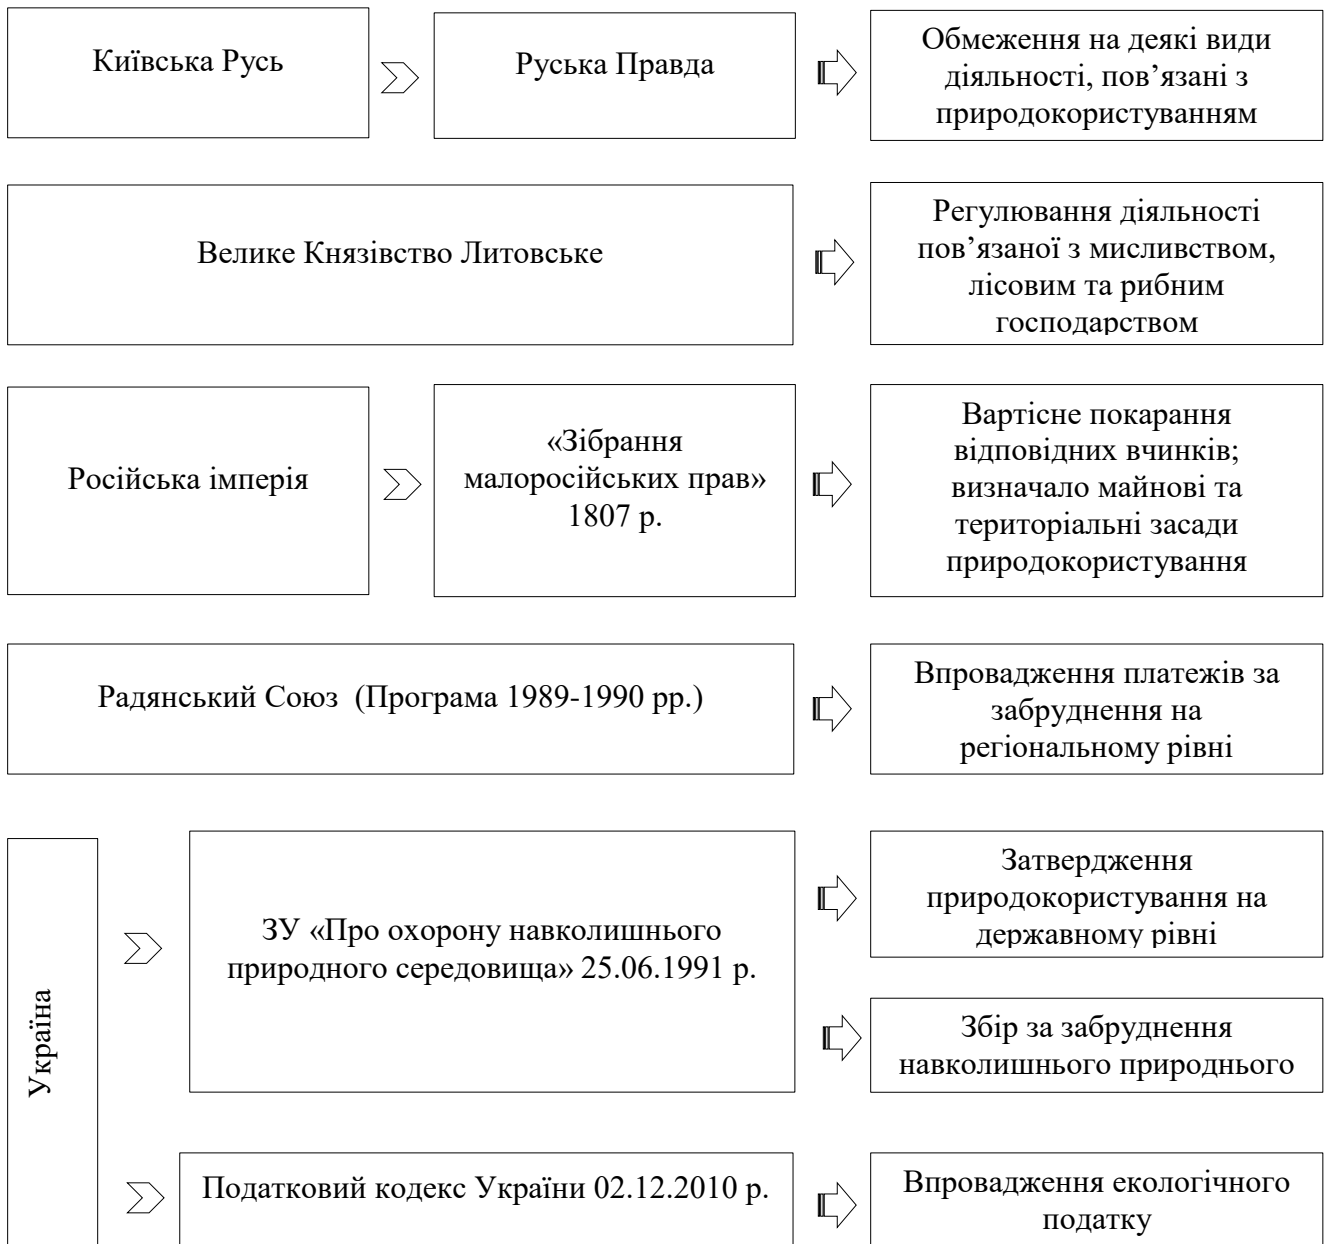 Київська Русь
Руська Правда
Обмеження на деякі види
діяльності, пов’язані з
природокористуванням
Велике Князівство Литовське
Регулювання діяльності
пов’язаної з мисливством,
лісовим та рибним
господарством
Російська імперія
«Зібрання
малоросійських прав»
1807 р.
Вартісне покарання
відповідних вчинків;
визначало майнові та
територіальні засади
природокористування
Радянський Союз (Програма 1989-1990 рр.)
Впровадження платежів за
забруднення на
регіональному рівні
Україна
ЗУ «Про охорону навколишнього
природного середовища» 25.06.1991 р.
Затвердження
природокористування на
державному рівні
Збір за забруднення
навколишнього природнього
Податковий кодекс України 02.12.2010 р.
Впровадження екологічного
податку